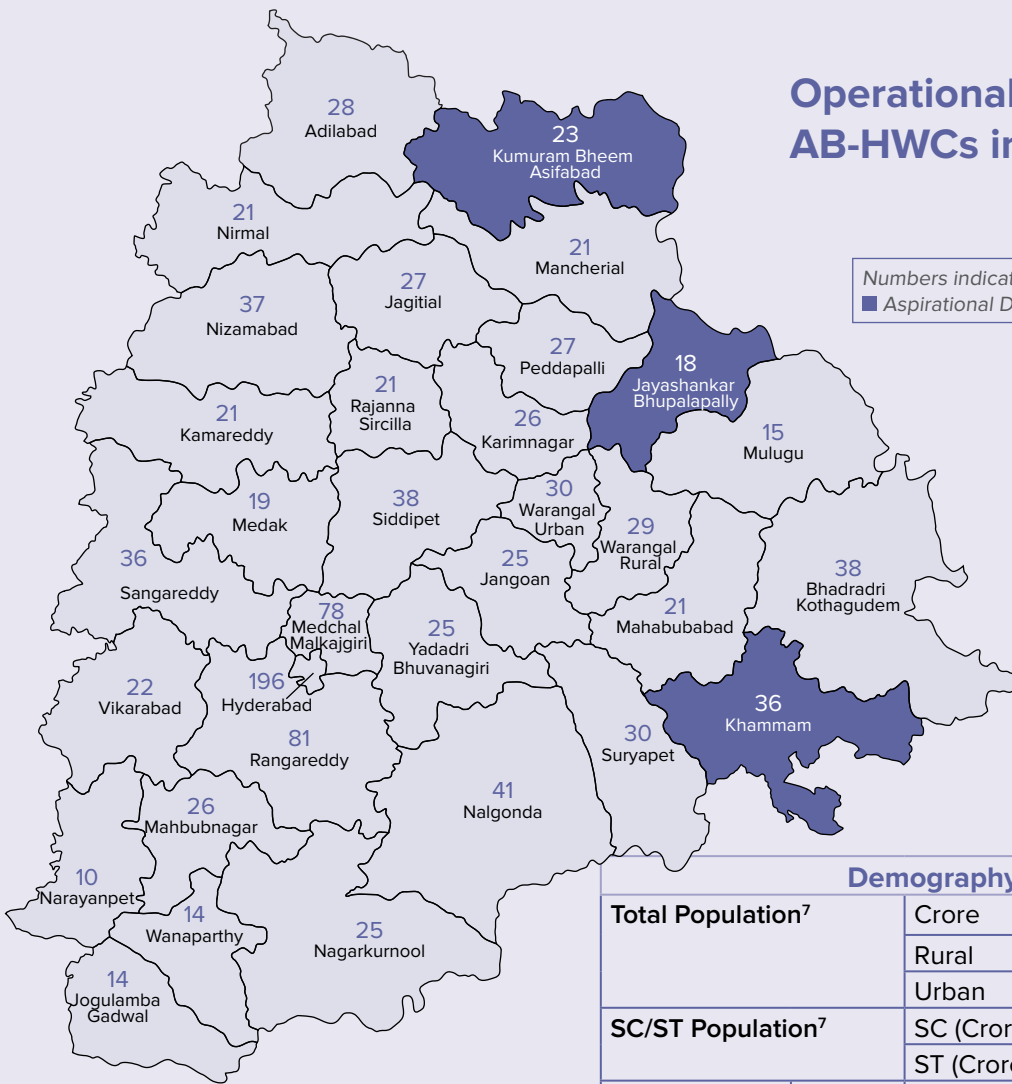 Operational
AB-HWCs in
28
Adilabad
23
Kumuram Bheem
Asifabad
21
Nirmal
21
Mancherial
27
Jagitial
Numbers indicat
Aspirational D
37
Nizamabad
27
Peddapalli
18
Jayashankar
Bhupalapally
21
Rajanna
Sircilla
21
Kamareddy
26
Karimnagar
15
Mulugu
19
Medak
38
Siddipet
30
Warangal
Urban
29
Warangal
Rural
36
Sangareddy
25
Jangoan
38
Bhadradri
Kothagudem
78
Medchal
Malkajgiri
25
Yadadri
Bhuvanagiri
21
Mahabubabad
22
Vikarabad
196
Hyderabad
36
Khammam
81
Rangareddy
30
Suryapet
41
Nalgonda
26
Mahbubnagar
10
Narayanpet
14
Wanaparthy
25
Nagarkurnool
14
Jogulamba
Gadwal
Demography
Total Population⁷ Crore
Rural
Urban
SC/ST Population⁷ SC (Cror
ST (Crore